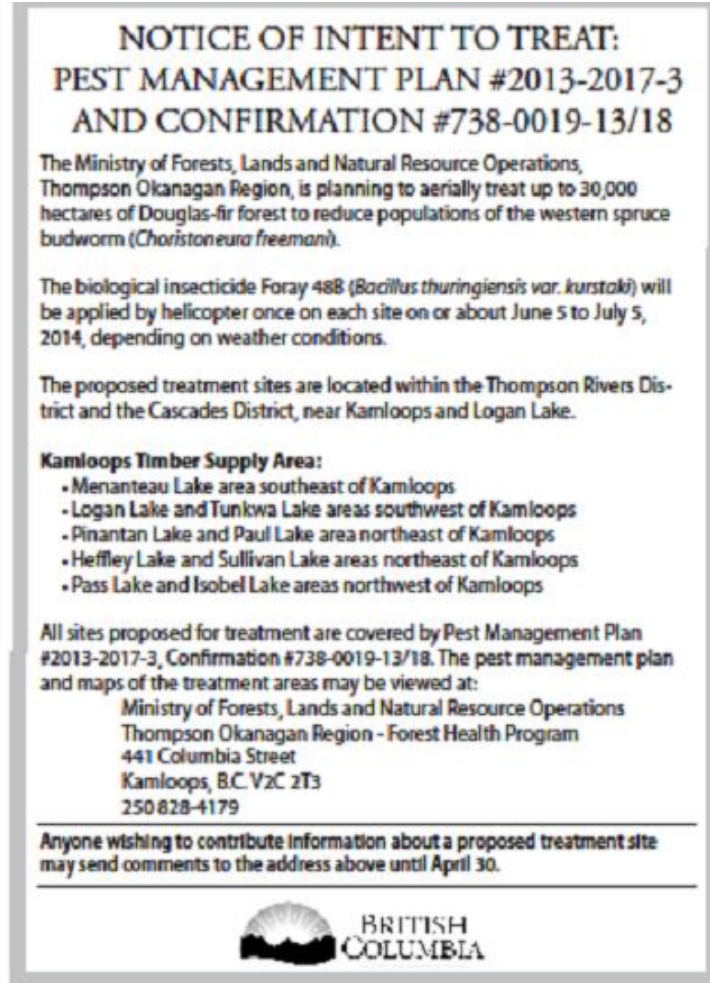 NOTICE OF INTENT TO TREAT:
PEST MANAGEMENT PLAN #2013-2017-3
AND CONFIRMATION #738-0019-13/18
The Ministry of Forests, Lands and Natural Resource Operations,
Thompson Okanagan Region, is planning to aerially treat up to 30,000
hectares of Douglas-fir forest to reduce populations of the western spruce
budworm (Choristoneura freemani).
The biological insecticide Foray 48B (Bacillus thuringiensis var. kurstaki) will
be applied by helicopter once on each site on or about June 5 to July 5,
2014, depending on weather conditions.
The proposed treatment sites are located within the Thompson Rivers Dis-
trict and the Cascades District, near Kamloops and Logan Lake.
Kamloops Timber Supply Area:
• Menanteau Lake area southeast of Kamloops
• Logan Lake and Tunkwa Lake areas southwest of Kamloops
• Pinantan Lake and Paul Lake area northeast of Kamloops
• Heffley Lake and Sullivan Lake areas northeast of Kamloops
• Pass Lake and Isobel Lake areas northwest of Kamloops
All sites proposed for treatment are covered by Pest Management Plan
#2013-2017-3, Confirmation #738-0019-13/18. The pest management plan
and maps of the treatment areas may be viewed at:
Ministry of Forests, Lands and Natural Resource Operations
Thompson Okanagan Region - Forest Health Program
441 Columbia Street
Kamloops, B.C. V2C 2T3
250 828-4179
Anyone wishing to contribute information about a proposed treatment site
may send comments to the address above until April 30.
BRITISH
COLUMBIA